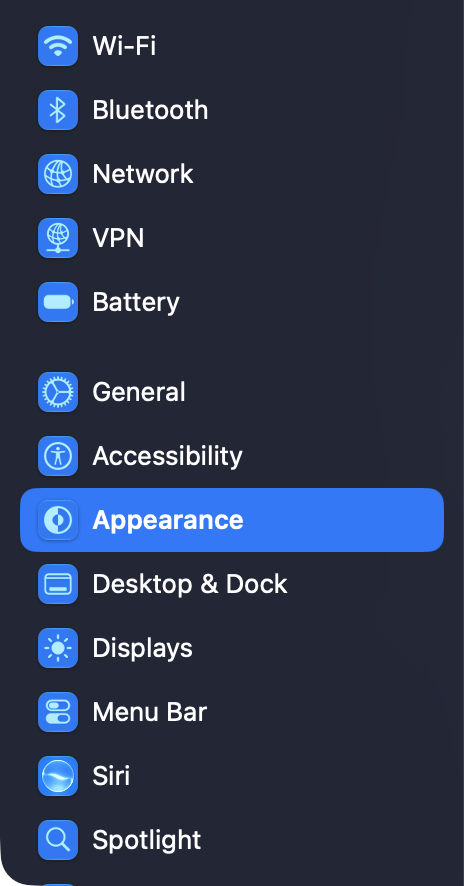 Wi-Fi
Bluetooth
Network
VPN
Battery
General
Accessibility
Appearance
Desktop & Dock
Displays
Menu Bar
Siri
Spotlight